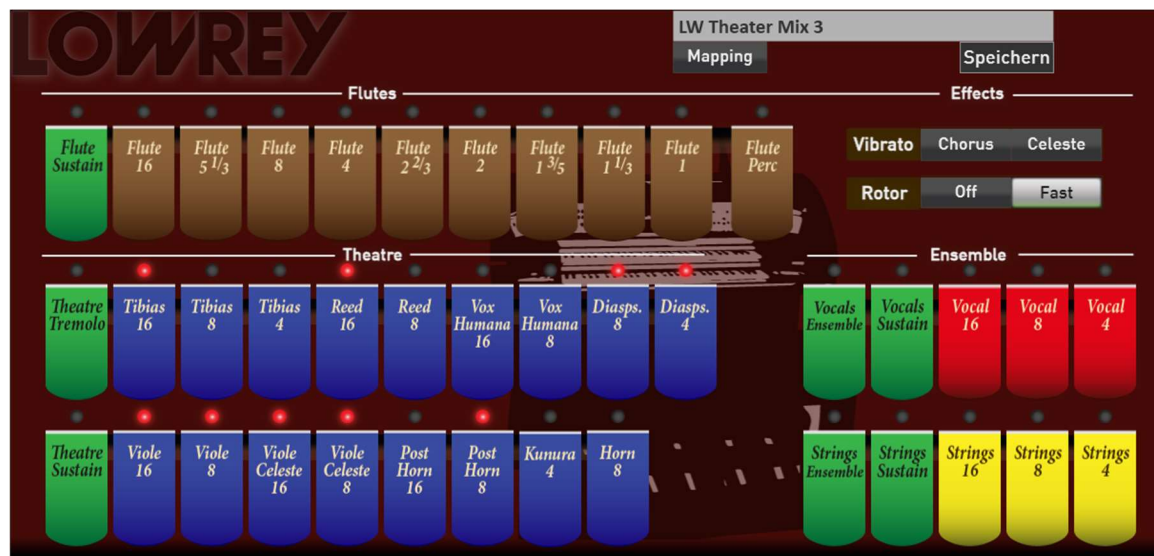 LOWREY
LW Theater Mix 3
Mapping
Speichern
Flutes
Effects
Flute
Sustain
Flute
16
Flute
5 1/3
Flute
8
Flute
4
Flute
2 2/3
Flute
2
Flute
1 3/5
Flute
1 1/3
Flute
1
Flute
Perc
Vibrato
Chorus
Celeste
Rotor
Off
Fast
Theatre
Ensemble
Theatre
Tremolo
Tibias
16
Tibias
8
Tibias
4
Reed
16
Reed
8
Vox
Humana
16
Vox
Humana
8
Diasps.
8
Diasps.
4
Vocals
Ensemble
Vocals
Sustain
Vocal
16
Vocal
8
Vocal
4
Theatre
Sustain
Viole
16
Viole
8
Viole
Celeste
16
Viole
Celeste
8
Post
Horn
16
Post
Horn
8
Kunura
4
Horn
8
Strings
Ensemble
Strings
Sustain
Strings
16
Strings
8
Strings
4